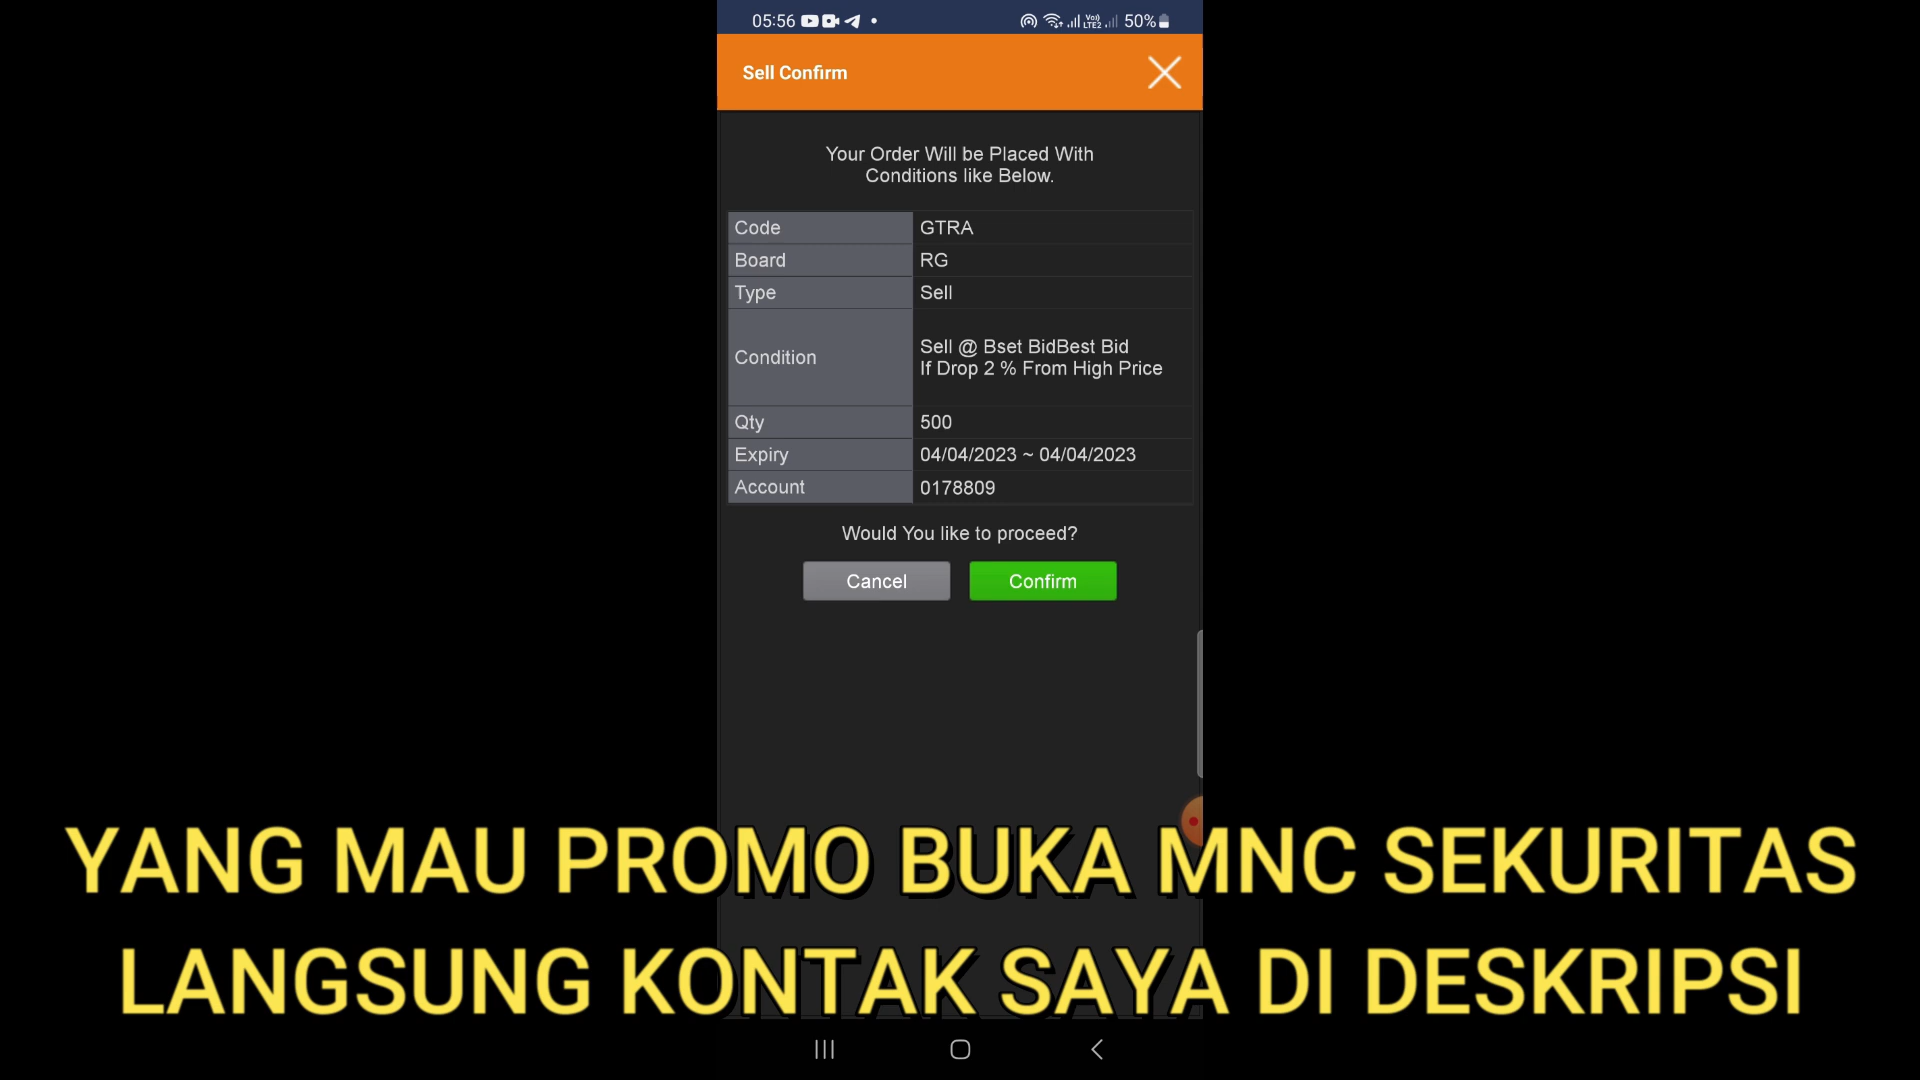 05:56
Vo)) LTE2 50%
Sell Confirm
Your Order Will be Placed With
Conditions like Below.
Code GTRA
Board RG
Type Sell
Condition Sell @ Bset BidBest Bid
If Drop 2 % From High Price
Qty 500
Expiry 04/04/2023 ~ 04/04/2023
Account 0178809
Would You like to proceed?
Cancel Confirm
YANG MAU PROMO BUKA MNC SEKURITAS
LANGSUNG KONTAK SAYA DI DESKRIPSI